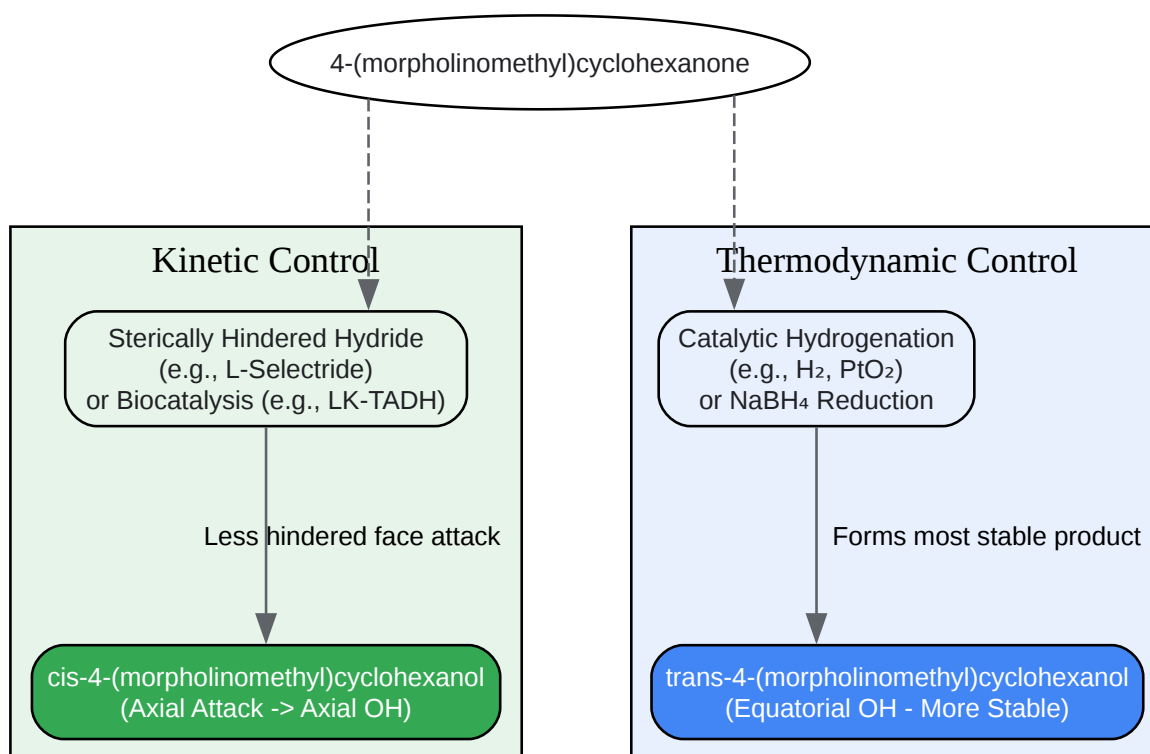 4-(morpholinomethyl)cyclohexanone
Kinetic Control
Sterically Hindered Hydride
(e.g., L-Selectride)
or Biocatalysis (e.g., LK-TADH)
Less hindered face attack
cis-4-(morpholinomethyl)cyclohexanol
(Axial Attack -> Axial OH)
Thermodynamic Control
Catalytic Hydrogenation
(e.g., H₂, PtO₂)
or NaBH₄ Reduction
Forms most stable product
trans-4-(morpholinomethyl)cyclohexanol
(Equatorial OH - More Stable)